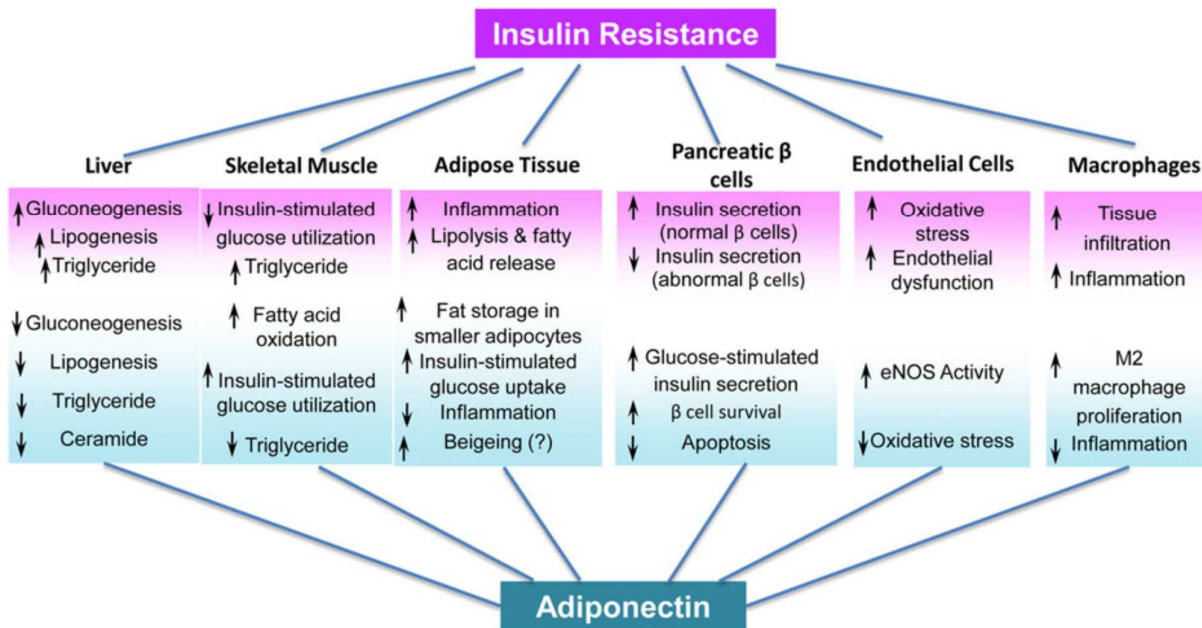 Insulin Resistance
Liver
↑Gluconeogenesis
↑Lipogenesis
↑Triglyceride
↓Gluconeogenesis
↓Lipogenesis
↓Triglyceride
↓Ceramide
Skeletal Muscle
↓Insulin-stimulated
glucose utilization
↑Triglyceride
↑Fatty acid
oxidation
↑Insulin-stimulated
glucose utilization
↓Triglyceride
Adipose Tissue
↑Inflammation
↑Lipolysis & fatty
acid release
↑Fat storage in
smaller adipocytes
↑Insulin-stimulated
glucose uptake
↓Inflammation
↑Beigeing (?)
Pancreatic β
cells
↑Insulin secretion
(normal β cells)
↓Insulin secretion
(abnormal β cells)
↑Glucose-stimulated
insulin secretion
↑β cell survival
↓Apoptosis
Endothelial Cells
↑Oxidative
stress
↑Endothelial
dysfunction
↑eNOS Activity
↓Oxidative stress
Macrophages
↑Tissue
infiltration
↑Inflammation
↑M2
macrophage
proliferation
↓Inflammation
Adiponectin